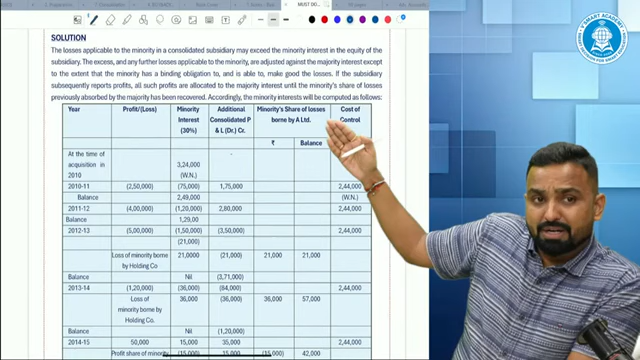 SOLUTION
The losses applicable to the minority in a consolidated subsidiary may exceed the minority interest in the equity of the
subsidiary. The excess, and any further losses applicable to the minority, are adjusted against the majority interest except
to the extent that the minority has a binding obligation to, and is able to, make good the losses. If the subsidiary
subsequently reports profits, all such profits are allocated to the majority interest until the minority's share of losses
previously absorbed by the majority has been recovered. Accordingly, the minority interests will be computed as follows:
Year Profit/(Loss) Minority Additional Minority's Share of losses Cost of
Interest Consolidated P borne by A Ltd. Control
(30%) & L (Dr.) Cr. ₹ Balance
At the time of
acquisition in 3,24,000
2010 (W.N.)
2010-11 (2,50,000) (75,000) 1,75,000 2,44,000
Balance 2,49,000 (W.N.)
2011-12 (4,00,000) (1,20,000) 2,80,000 2,44,000
Balance 1,29,00
2012-13 (5,00,000) (1,50,000) (3,50,000) 2,44,000
(21,000)
Loss of minority borne 21,0000 (21,000) 21,000 21,000
by Holding Co
Balance Nil (3,71,000)
2013-14 (1,20,000) (36,000) (84,000) 2,44,000
Loss of 36,000 (36,000) 36,000 57,000
minority borne by
Holding Co.
Balance Nil (1,20,000)
2014-15 50,000 15,000 35,000 2,44,000
Profit share of minority (15,000) 15,000 (15,000) 42,000
SMART ACADEMY